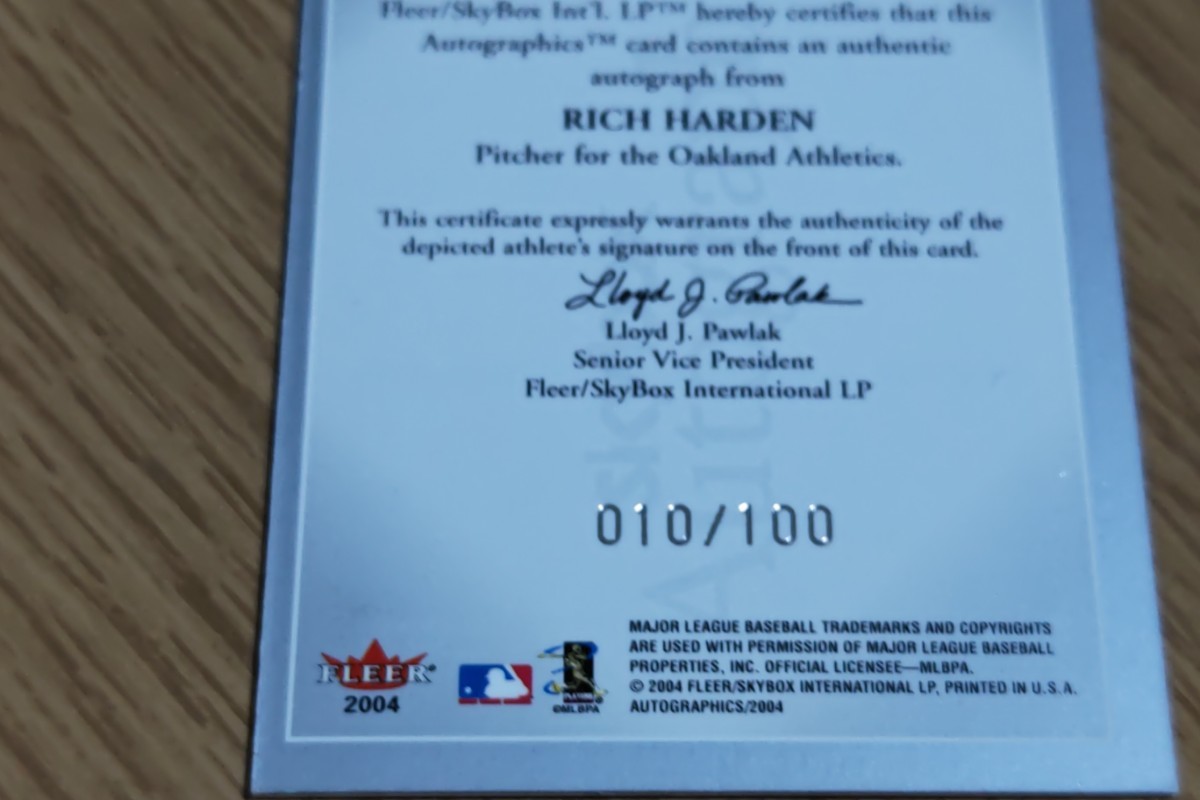 Fleer/SkyBox Int'l. LP™ hereby certifies that this
Autographics™ card contains an authentic
autograph from
RICH HARDEN
Pitcher for the Oakland Athletics.
This certificate expressly warrants the authenticity of the
depicted athlete's signature on the front of this card.
Lloyd J. Pawlak
Lloyd J. Pawlak
Senior Vice President
Fleer/SkyBox International LP
010/100
MAJOR LEAGUE BASEBALL TRADEMARKS AND COPYRIGHTS
ARE USED WITH PERMISSION OF MAJOR LEAGUE BASEBALL
PROPERTIES, INC. OFFICIAL LICENSEE—MLBPA.
© 2004 FLEER/SKYBOX INTERNATIONAL LP, PRINTED IN U.S.A.
AUTOGRAPHICS/2004
FLEER®
2004
©MLBPA